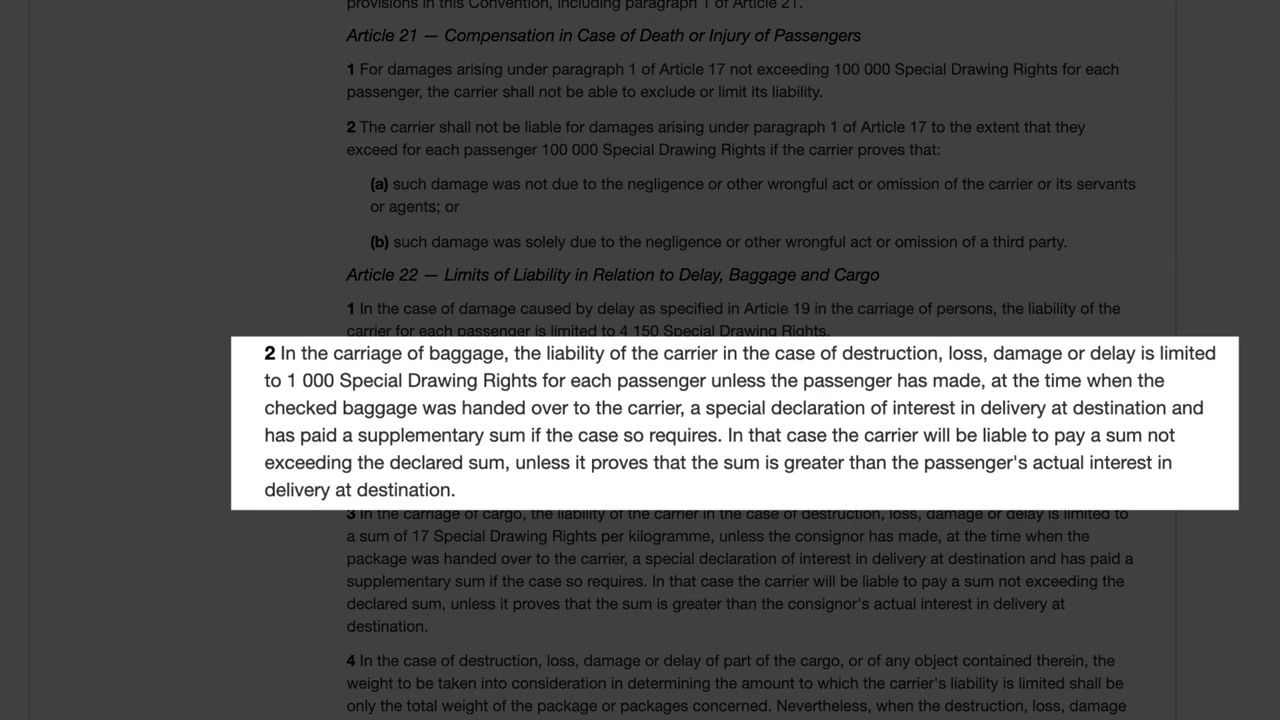 provisions in this Convention, including paragraph 1 of Article 21.
Article 21 — Compensation in Case of Death or Injury of Passengers
1 For damages arising under paragraph 1 of Article 17 not exceeding 100 000 Special Drawing Rights for each
passenger, the carrier shall not be able to exclude or limit its liability.
2 The carrier shall not be liable for damages arising under paragraph 1 of Article 17 to the extent that they
exceed for each passenger 100 000 Special Drawing Rights if the carrier proves that:
(a) such damage was not due to the negligence or other wrongful act or omission of the carrier or its servants
or agents; or
(b) such damage was solely due to the negligence or other wrongful act or omission of a third party.
Article 22 — Limits of Liability in Relation to Delay, Baggage and Cargo
1 In the case of damage caused by delay as specified in Article 19 in the carriage of persons, the liability of the
carrier for each passenger is limited to 4 150 Special Drawing Rights.
2 In the carriage of baggage, the liability of the carrier in the case of destruction, loss, damage or delay is limited
to 1 000 Special Drawing Rights for each passenger unless the passenger has made, at the time when the
checked baggage was handed over to the carrier, a special declaration of interest in delivery at destination and
has paid a supplementary sum if the case so requires. In that case the carrier will be liable to pay a sum not
exceeding the declared sum, unless it proves that the sum is greater than the passenger's actual interest in
delivery at destination.
3 In the carriage of cargo, the liability of the carrier in the case of destruction, loss, damage or delay is limited to
a sum of 17 Special Drawing Rights per kilogramme, unless the consignor has made, at the time when the
package was handed over to the carrier, a special declaration of interest in delivery at destination and has paid a
supplementary sum if the case so requires. In that case the carrier will be liable to pay a sum not exceeding the
declared sum, unless it proves that the sum is greater than the consignor's actual interest in delivery at
destination.
4 In the case of destruction, loss, damage or delay of part of the cargo, or of any object contained therein, the
weight to be taken into consideration in determining the amount to which the carrier's liability is limited shall be
only the total weight of the package or packages concerned. Nevertheless, when the destruction, loss, damage